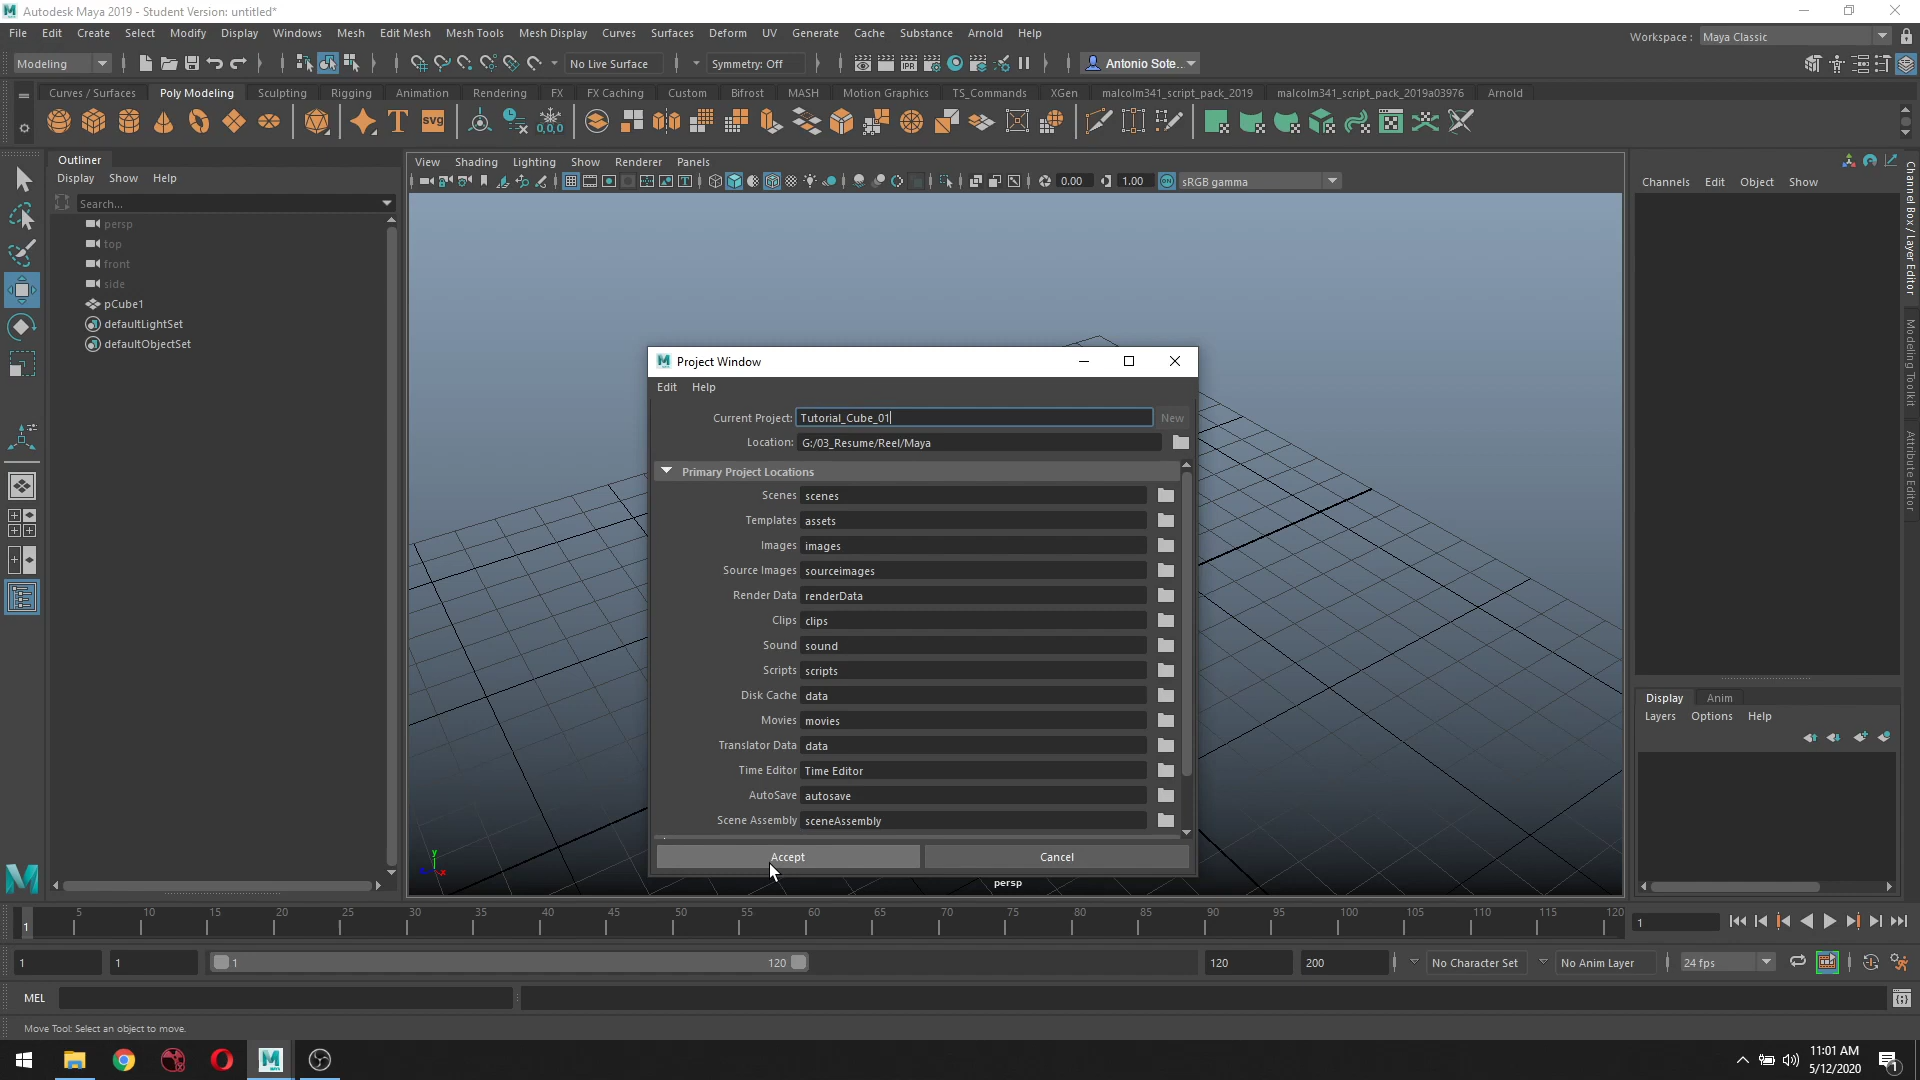 Autodesk Maya 2019 - Student Version: untitled*
File Edit Create Select Modify Display Windows Mesh Edit Mesh Mesh Tools Mesh Display Curves Surfaces Deform UV Generate Cache Substance Arnold Help
Workspace : Maya Classic
Modeling No Live Surface Symmetry: Off IPR Antonio Sote...
Curves / Surfaces Poly Modeling Sculpting Rigging Animation Rendering FX FX Caching Custom Bifrost MASH Motion Graphics TS_Commands XGen malcolm341_script_pack_2019 malcolm341_script_pack_2019a03976 Arnold
T SVG 0,0,0
Outliner
Display Show Help
Search...
persp
top
front
side
pCube1
defaultLightSet
defaultObjectSet
View Shading Lighting Show Renderer Panels
0.00 1.00 ON sRGB gamma
Project Window
Edit Help
Current Project: Tutorial_Cube_01 New
Location: G:/03_Resume/Reel/Maya
Primary Project Locations
Scenes scenes
Templates assets
Images images
Source Images sourceimages
Render Data renderData
Clips clips
Sound sound
Scripts scripts
Disk Cache data
Movies movies
Translator Data data
Time Editor Time Editor
AutoSave autosave
Scene Assembly sceneAssembly
Accept Cancel
persp
y
x
Channels Edit Object Show
Channel Box / Layer Editor
Modeling Toolkit
Attribute Editor
Display Anim
Layers Options Help
1 5 10 15 20 25 30 35 40 45 50 55 60 65 70 75 80 85 90 95 100 105 110 115 120 1
1 1 1 120 120 200 No Character Set No Anim Layer 24 fps
MEL
Move Tool: Select an object to move.
11:01 AM
5/12/2020
1